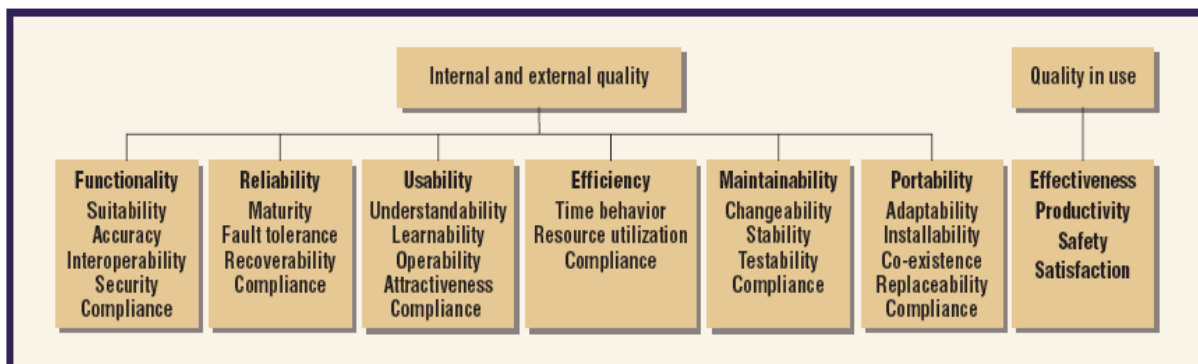 Internal and external quality
Quality in use
Functionality
Suitability
Accuracy
Interoperability
Security
Compliance
Reliability
Maturity
Fault tolerance
Recoverability
Compliance
Usability
Understandability
Learnability
Operability
Attractiveness
Compliance
Efficiency
Time behavior
Resource utilization
Compliance
Maintainability
Changeability
Stability
Testability
Compliance
Portability
Adaptability
Installability
Co-existence
Replaceability
Compliance
Effectiveness
Productivity
Safety
Satisfaction